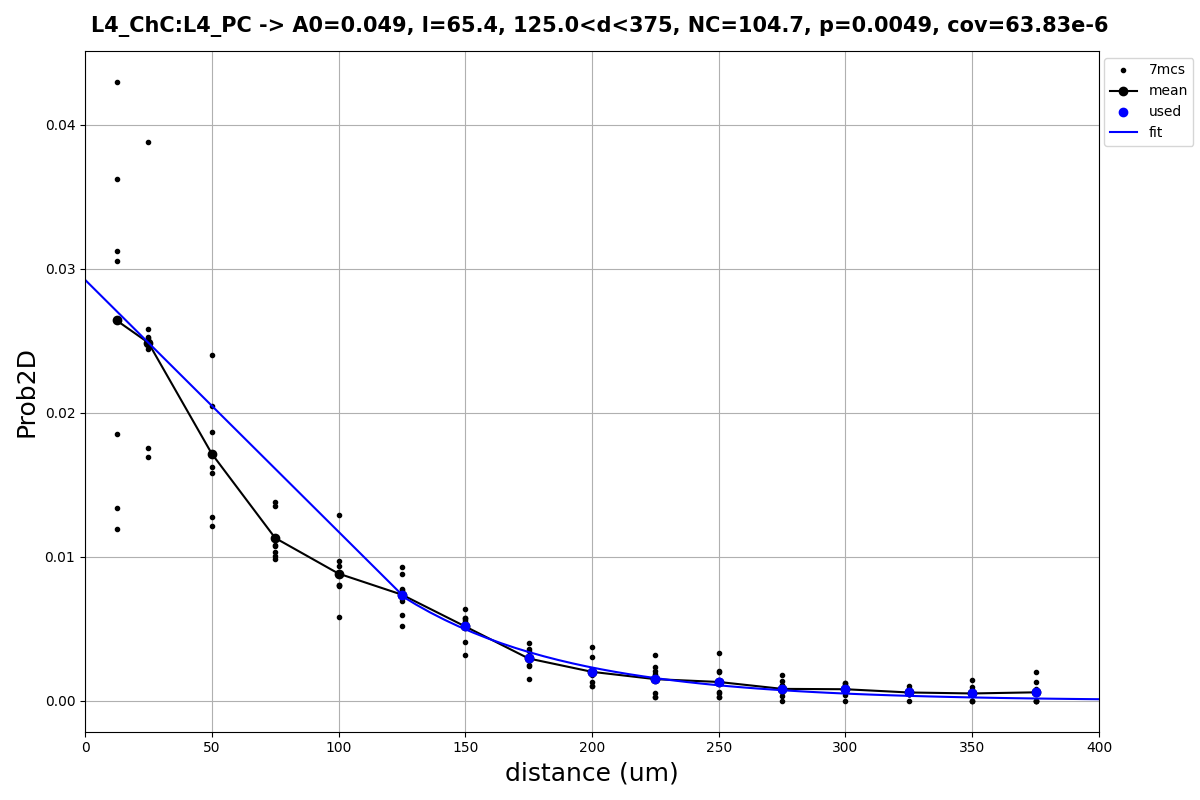 L4_ChC:L4_PC -> A0=0.049, l=65.4, 125.0<d<375, NC=104.7, p=0.0049, cov=63.83e-6
7mcs
mean
used
fit
Prob2D
0.04
0.03
0.02
0.01
0.00
0 50 100 150 200 250 300 350 400
distance (um)